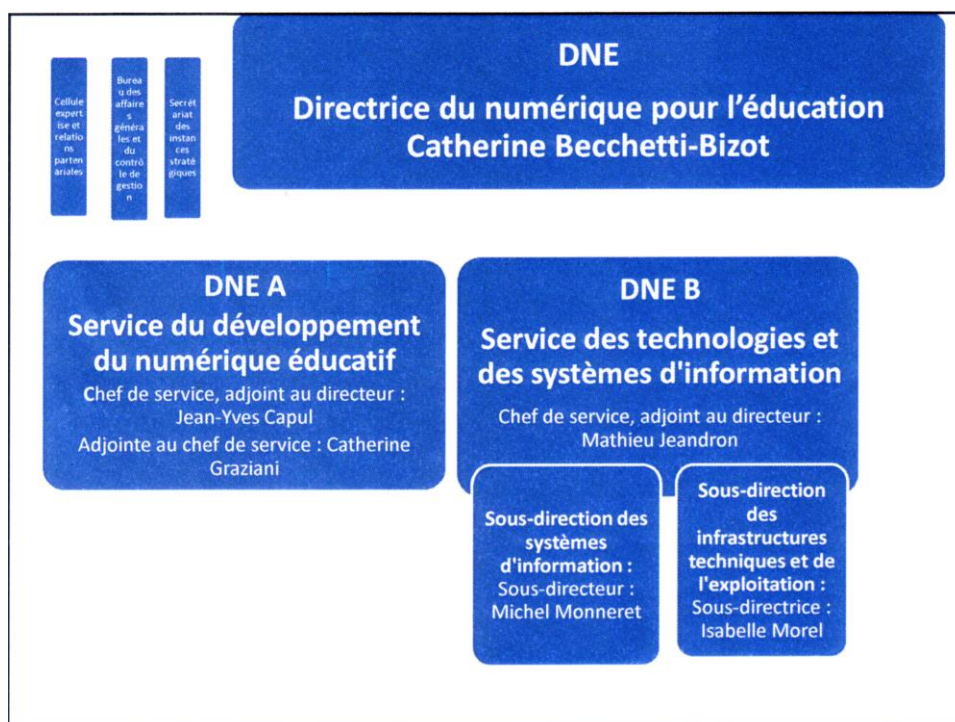 DNE
Directrice du numérique pour l'éducation
Catherine Becchetti-Bizot
Cellule
expert
ise et
relatio
ns
parten
ariales
Burea
u des
affaire
s
généra
les et
du
contrô
le de
gestio
n
Secrét
ariat
des
instan
ces
straté
giques
DNE A
Service du développement
du numérique éducatif
Chef de service, adjoint au directeur :
Jean-Yves Capul
Adjointe au chef de service : Catherine
Graziani
DNE B
Service des technologies et
des systèmes d'information
Chef de service, adjoint au directeur :
Mathieu Jeandron
Sous-direction des
systèmes
d'information :
Sous-directeur :
Michel Monneret
Sous-direction
des
infrastructures
techniques et de
l'exploitation :
Sous-directrice :
Isabelle Morel